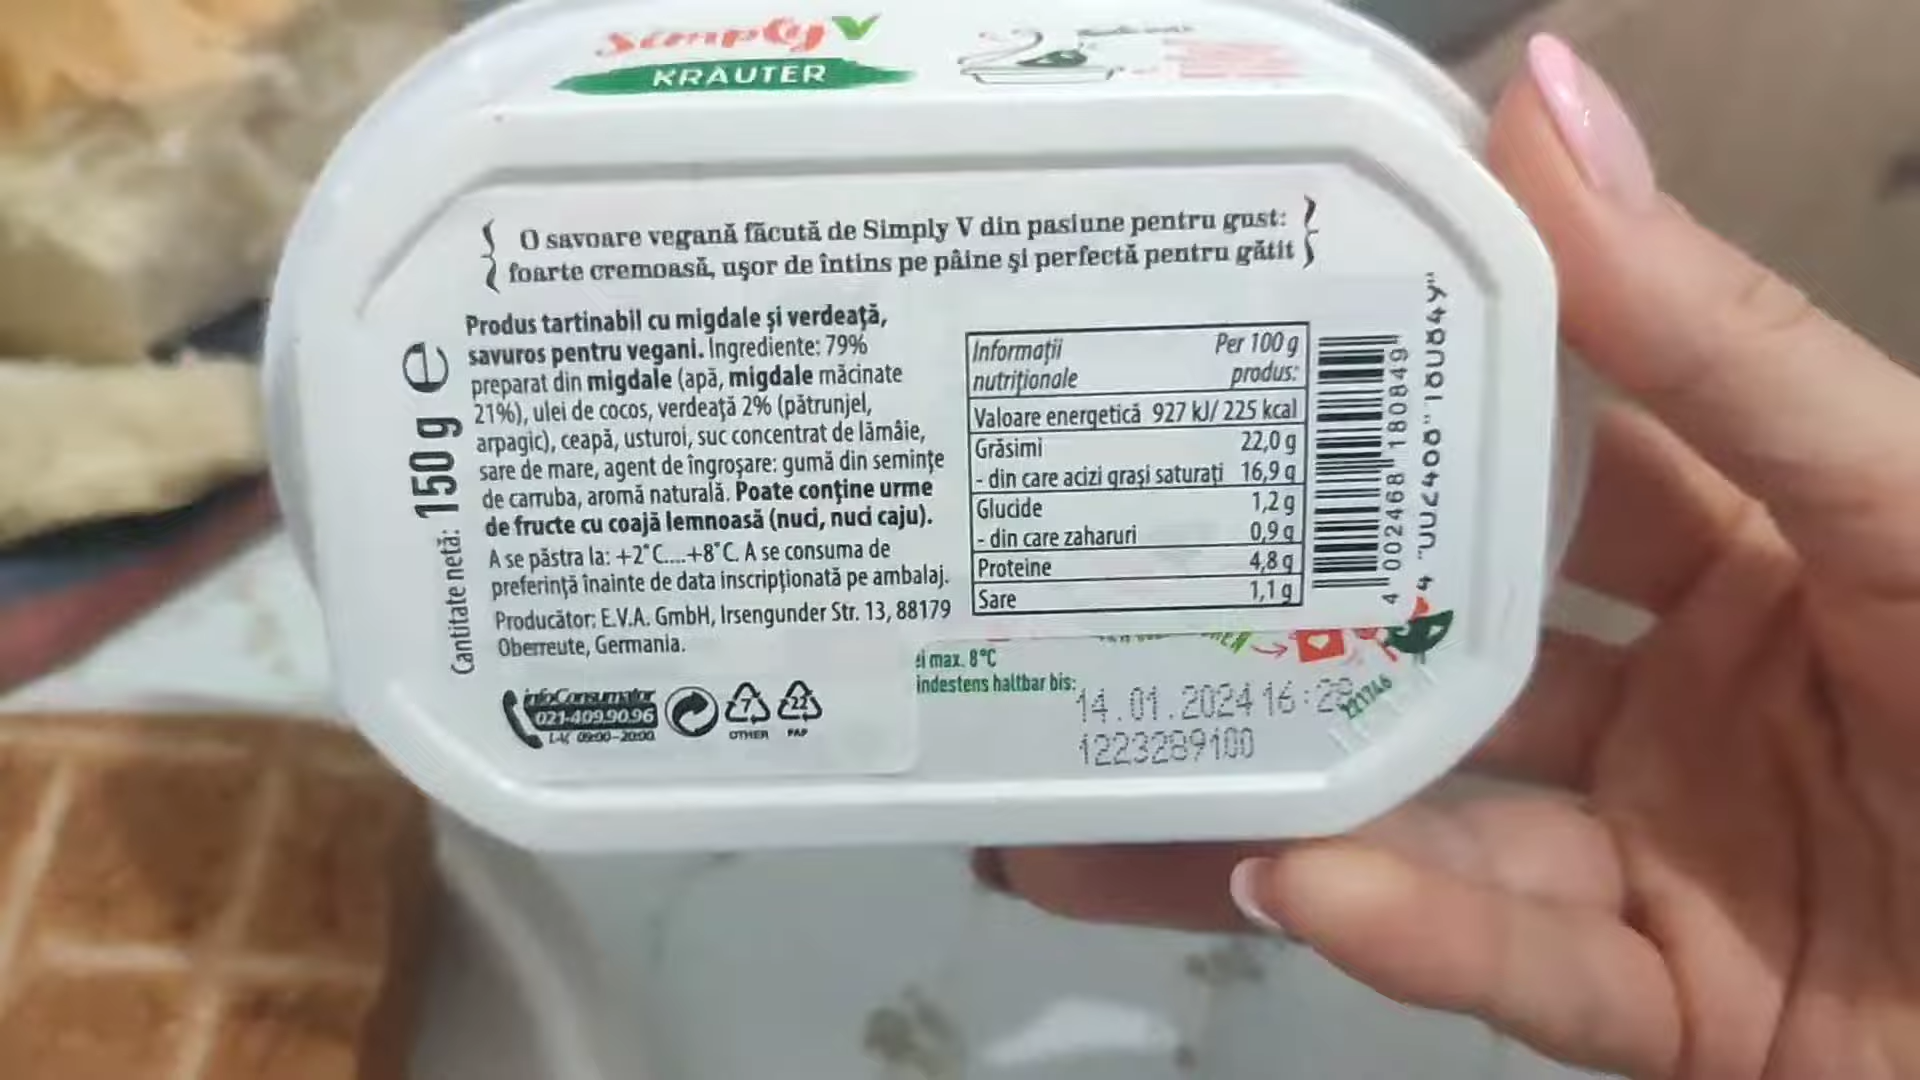 Simply V
KRÄUTER
O savoare vegană făcută de Simply V din pasiune pentru gust:
foarte cremoasă, ușor de întins pe pâine și perfectă pentru gătit
Cantitate netă: 150 g e
Produs tartinabil cu migdale și verdeață,
savuros pentru vegani. Ingrediente: 79%
preparat din migdale (apă, migdale măcinate
21%), ulei de cocos, verdeață 2% (pătrunjel,
arpagic), ceapă, usturoi, suc concentrat de lămâie,
sare de mare, agent de îngroșare: gumă din semințe
de carruba, aromă naturală. Poate conține urme
de fructe cu coajă lemnoasă (nuci, nuci caju).
A se păstra la: +2°C....+8°C. A se consuma de
preferință înainte de data inscripționată pe ambalaj.
Producător: E.V.A. GmbH, Irsengunder Str. 13, 88179
Oberreute, Germania.
Informații nutriționale Per 100 g produs:
Valoare energetică 927 kJ/ 225 kcal
Grăsimi 22,0 g
- din care acizi grași saturați 16,9 g
Glucide 1,2 g
- din care zaharuri 0,9 g
Proteine 4,8 g
Sare 1,1 g
4 002468 180849
infoConsumator
021-409.90.96
L-V 09:00-20:00
7
OTHER
22
PAP
ei max. 8°C
indestens haltbar bis:
14.01.2024 16:28
1223289100
221746